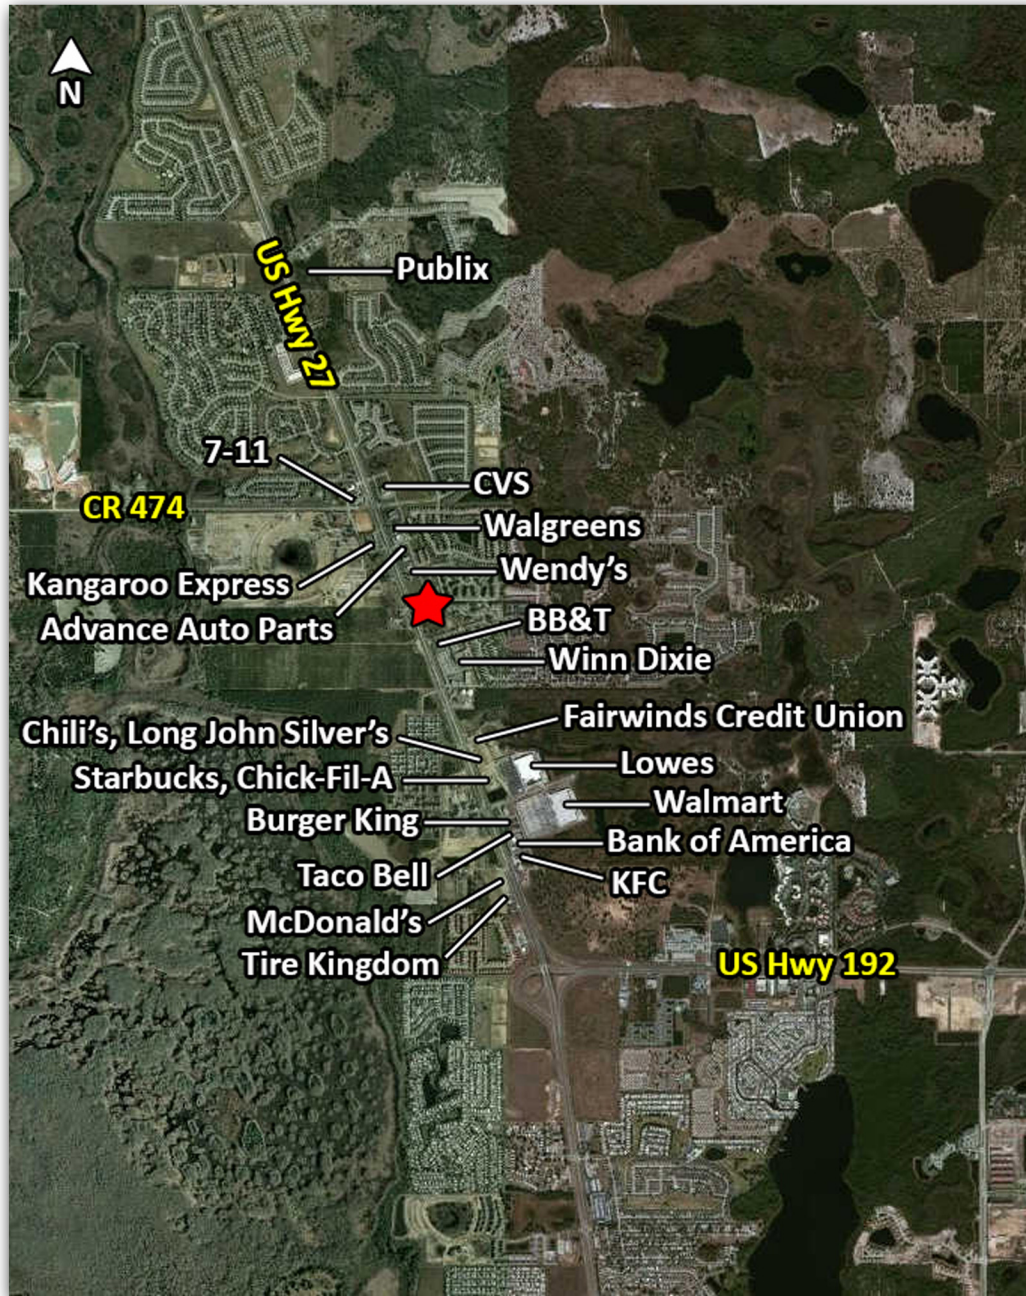 N
Publix
US Hwy 27
7-11
CVS
CR 474
Walgreens
Wendy's
Kangaroo Express
BB&T
Advance Auto Parts
Winn Dixie
Fairwinds Credit Union
Chili's, Long John Silver's
Lowes
Starbucks, Chick-Fil-A
Walmart
Burger King
Bank of America
Taco Bell
KFC
McDonald's
Tire Kingdom
US Hwy 192